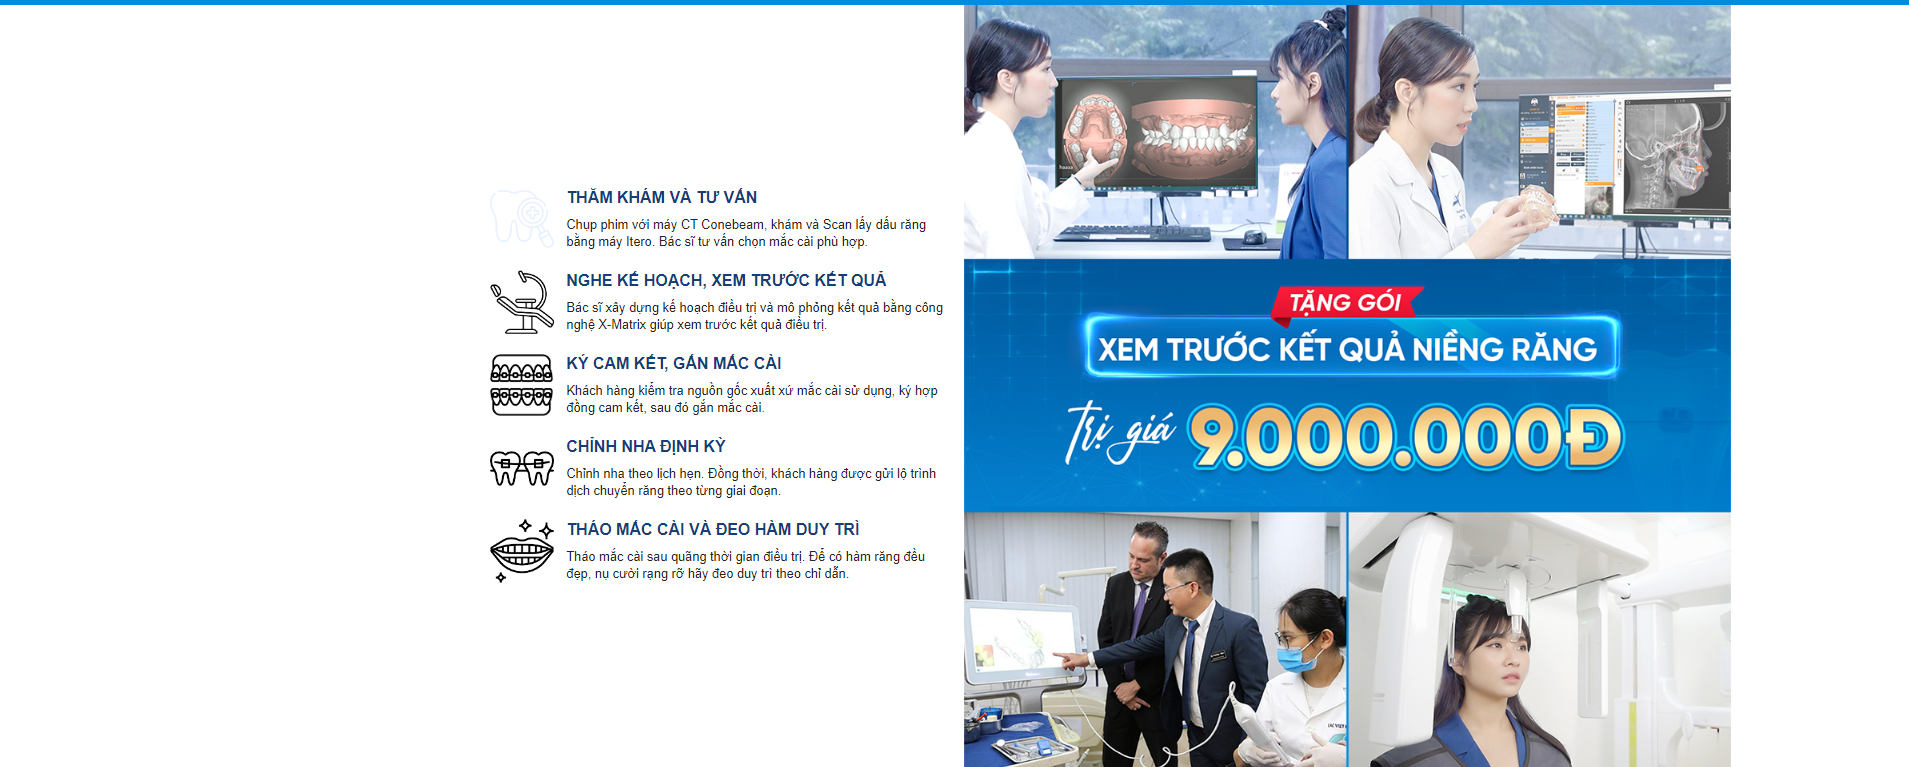 THĂM KHÁM VÀ TƯ VẤN
Chụp phim với máy CT Conebeam, khám và Scan lấy dấu răng
bằng máy Itero. Bác sĩ tư vấn chọn mắc cài phù hợp.
NGHE KẾ HOẠCH, XEM TRƯỚC KẾT QUẢ
Bác sĩ xây dựng kế hoạch điều trị và mô phỏng kết quả bằng công
nghệ X-Matrix giúp xem trước kết quả điều trị.
KÝ CAM KẾT, GẮN MẮC CÀI
Khách hàng kiểm tra nguồn gốc xuất xứ mắc cài sử dụng, ký hợp
đồng cam kết, sau đó gắn mắc cài.
CHỈNH NHA ĐỊNH KỲ
Chỉnh nha theo lịch hẹn. Đồng thời, khách hàng được gửi lộ trình
dịch chuyển răng theo từng giai đoạn.
THÁO MẮC CÀI VÀ ĐEO HÀM DUY TRÌ
Tháo mắc cài sau quãng thời gian điều trị. Để có hàm răng đều
đẹp, nụ cười rạng rỡ hãy đeo duy trì theo chỉ dẫn.
TẶNG GÓI
XEM TRƯỚC KẾT QUẢ NIỀNG RĂNG
Trị giá 9.000.000Đ